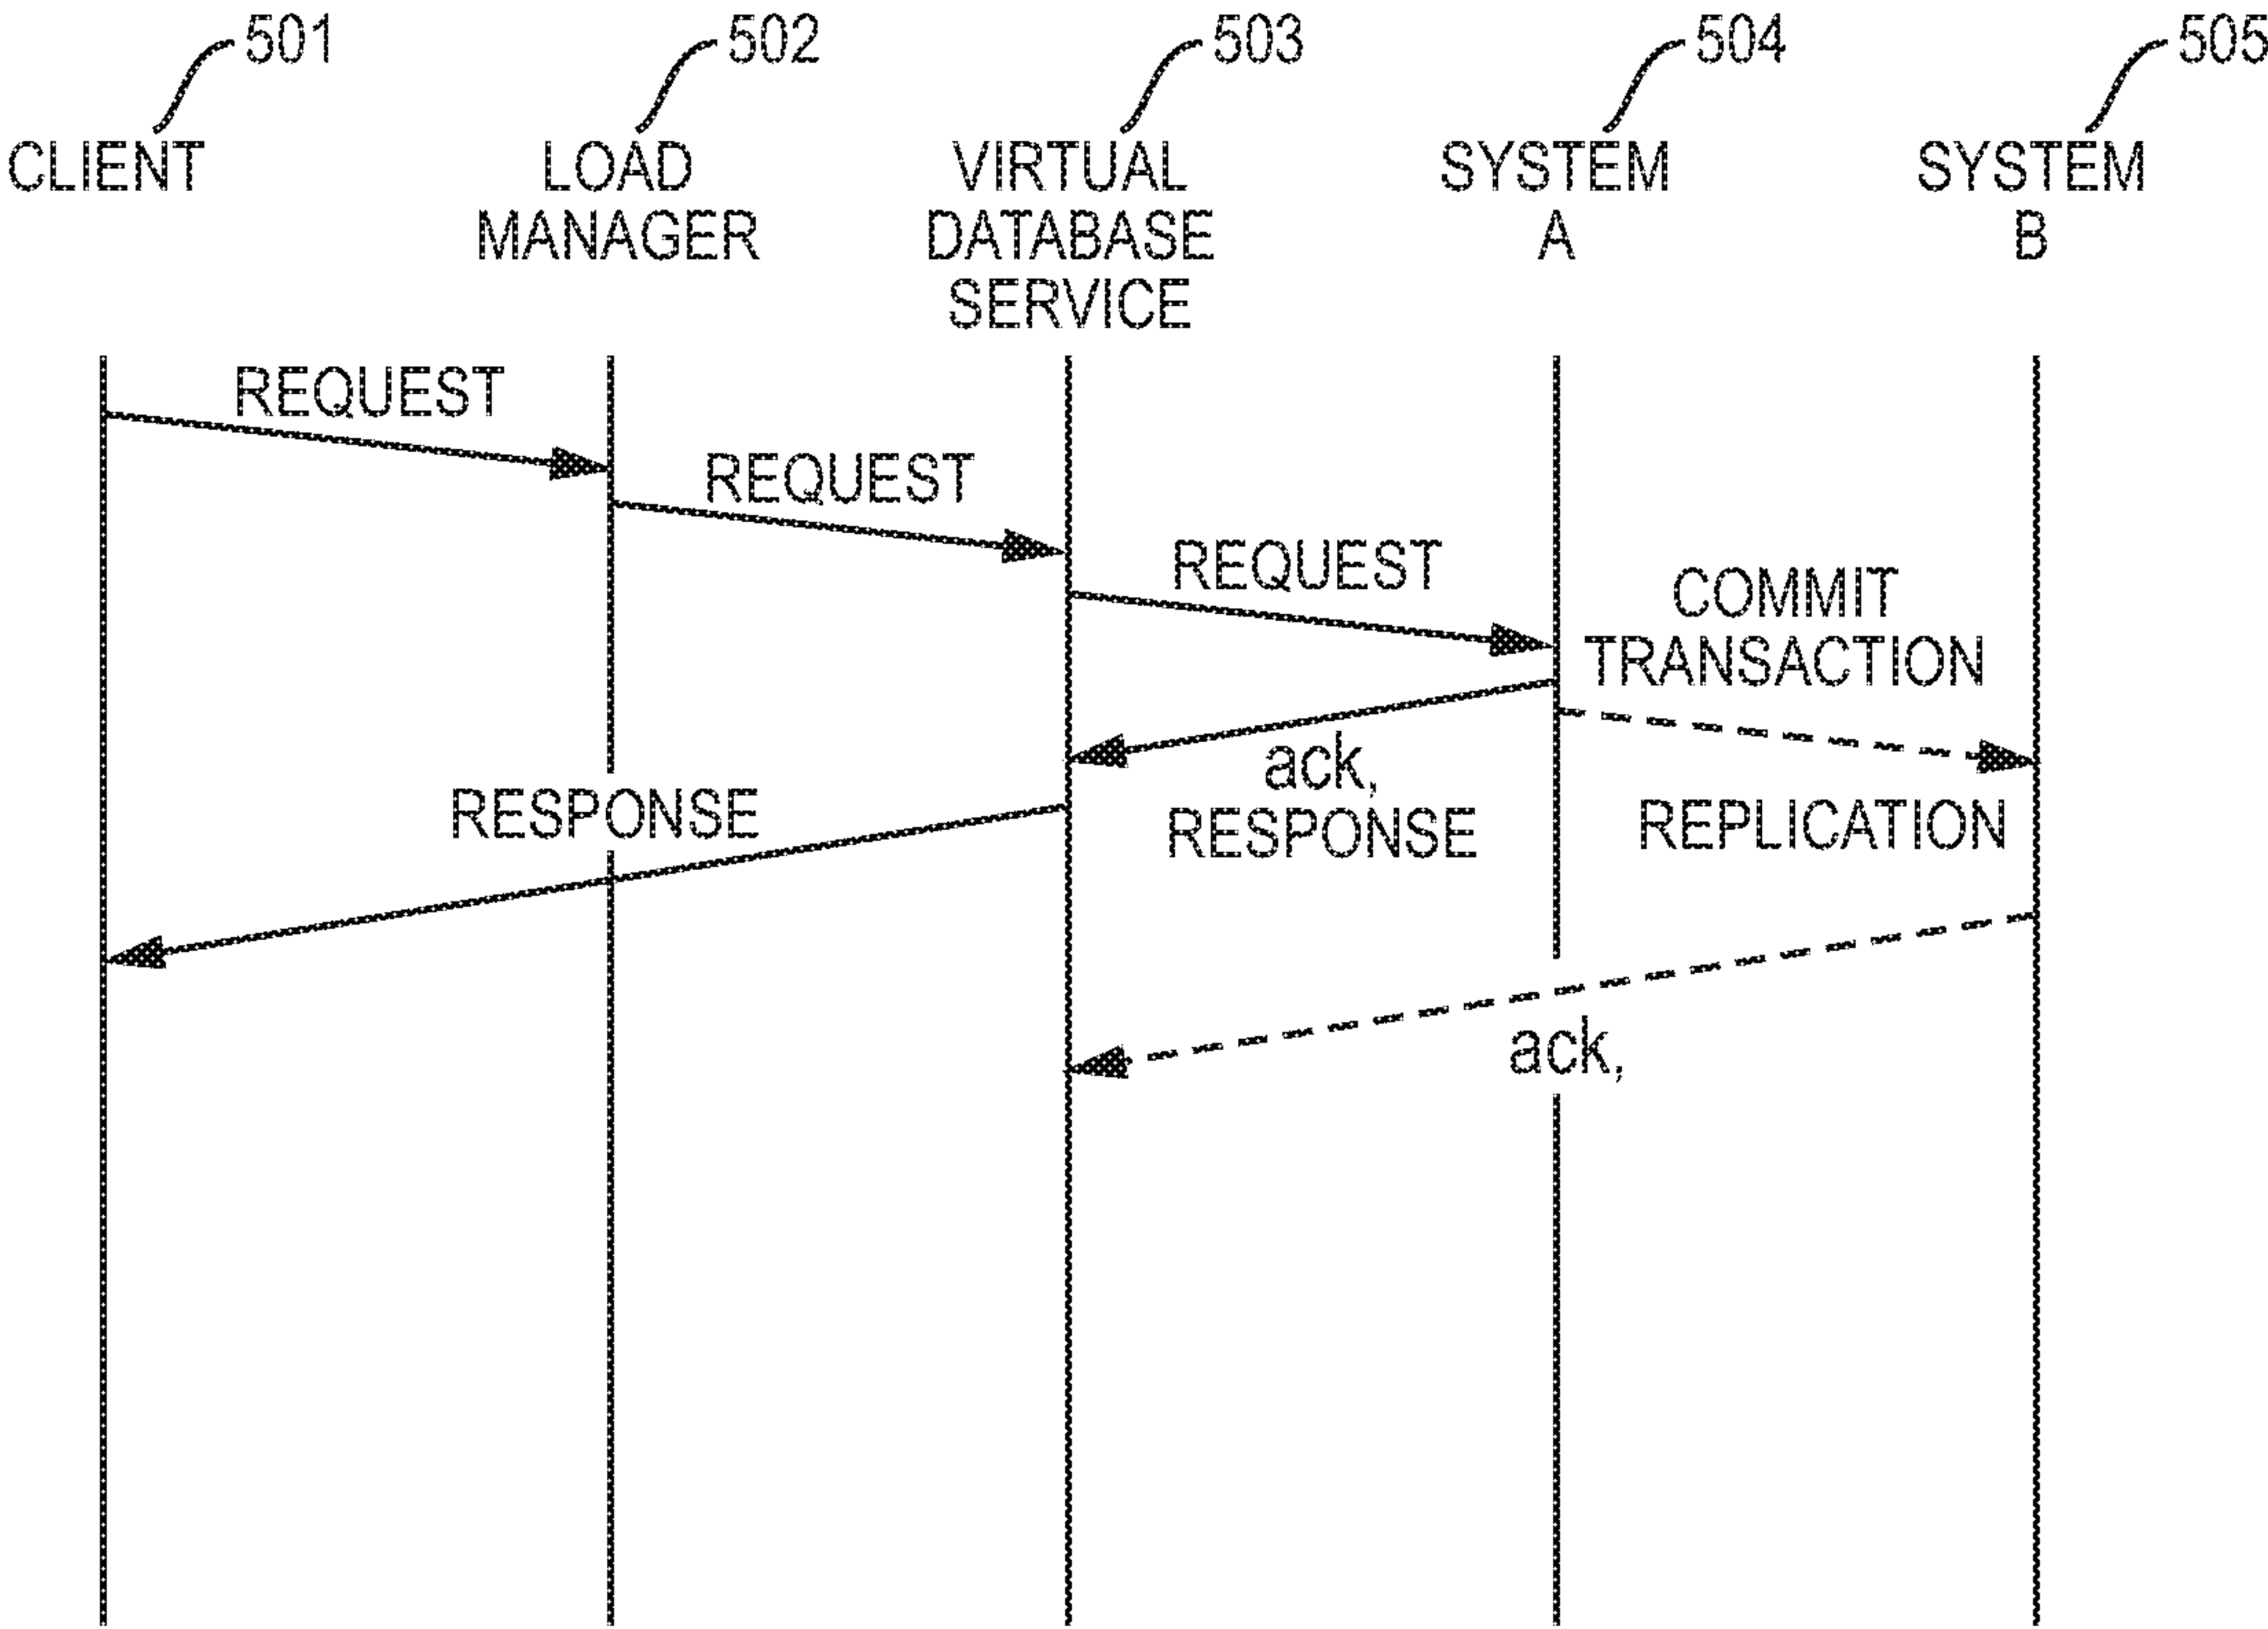 501
502
503
504
505
CLIENT
LOAD
MANAGER
VIRTUAL
DATABASE
SERVICE
SYSTEM
A
SYSTEM
B
REQUEST
REQUEST
REQUEST
COMMIT
TRANSACTION
ack,
RESPONSE
RESPONSE
REPLICATION
ack,